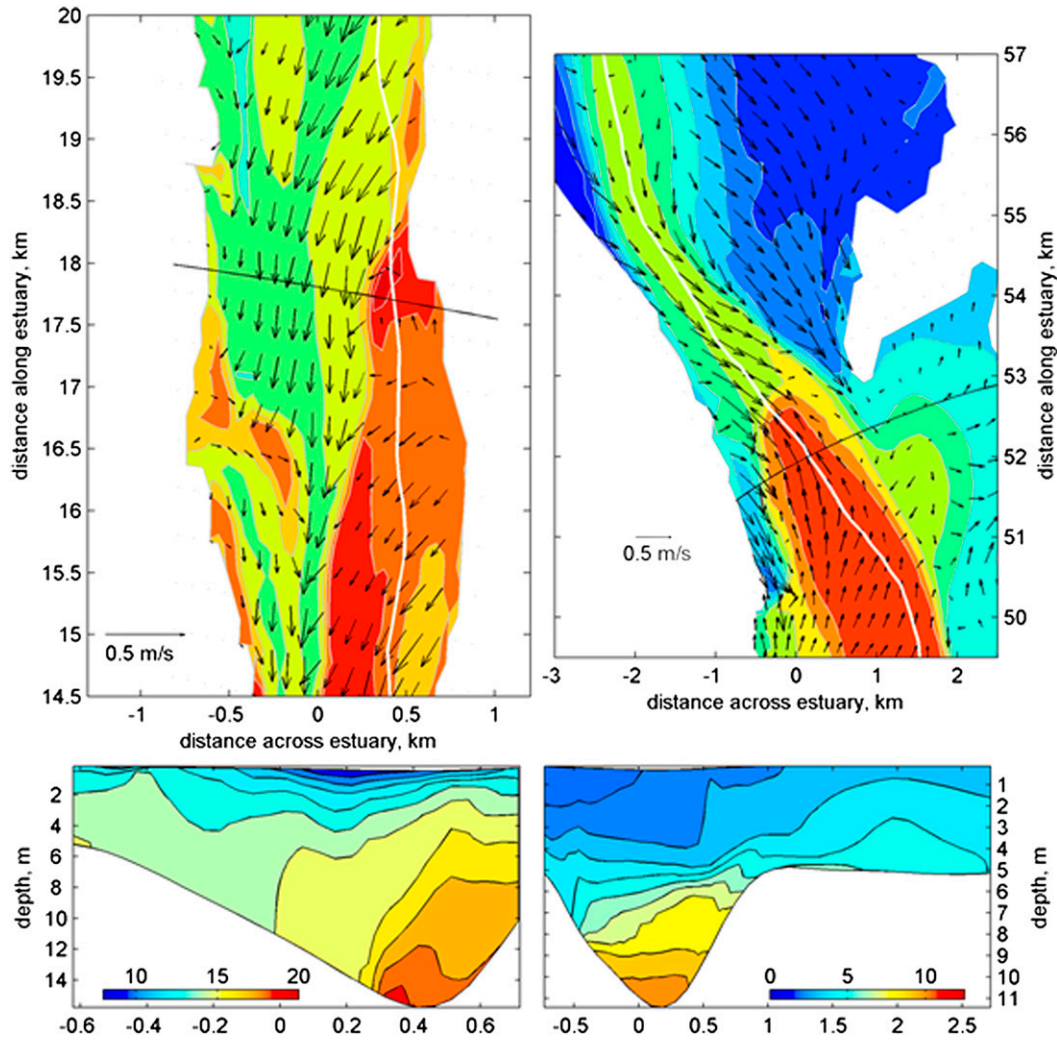 20
19.5
19
18.5
18
17.5
17
16.5
16
15.5
15
14.5
distance along estuary, km
0.5 m/s
-1 -0.5 0 0.5 1
distance across estuary, km
57
56
55
54
53
52
51
50
distance along estuary, km
0.5 m/s
-3 -2 -1 0 1 2
distance across estuary, km
2
4
6
8
10
12
14
depth, m
10 15 20
-0.6 -0.4 -0.2 0 0.2 0.4 0.6
1
2
3
4
5
6
7
8
9
10
11
depth, m
0 5 10
-0.5 0 0.5 1 1.5 2 2.5